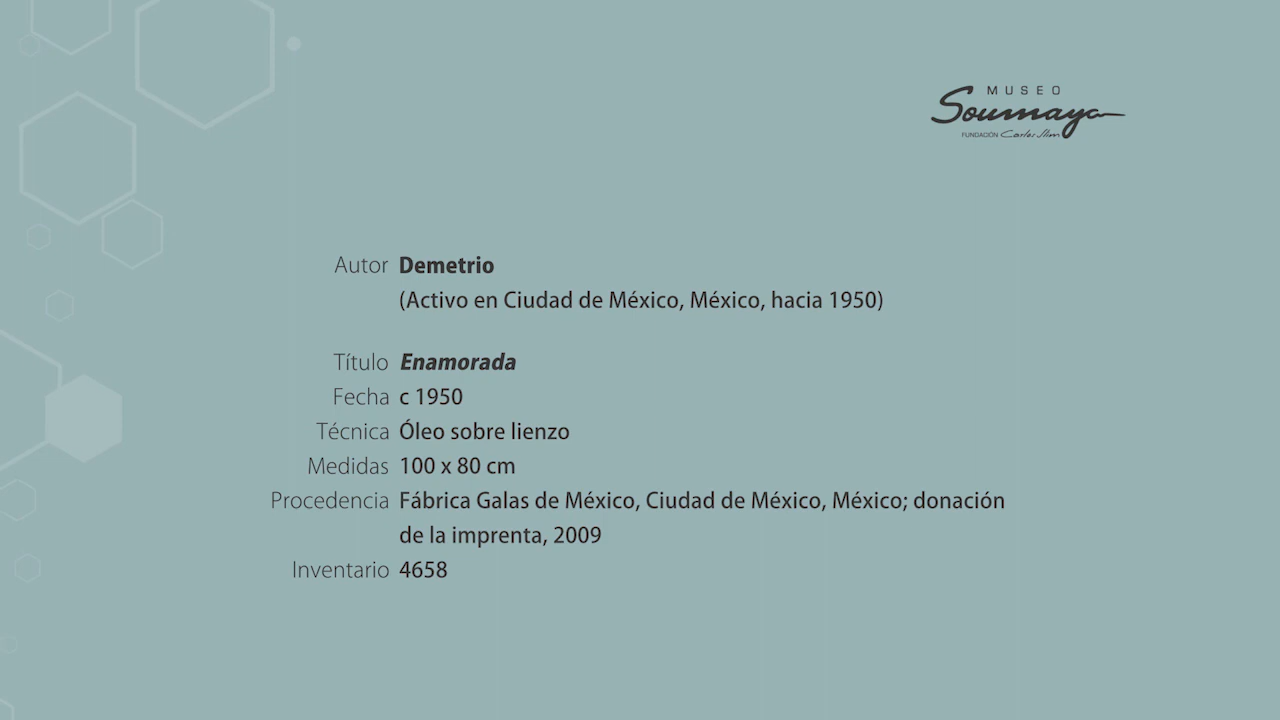 MUSEO
Soumaya
FUNDACIÓN Carlos Slim
Autor Demetrio
(Activo en Ciudad de México, México, hacia 1950)
Título Enamorada
Fecha c 1950
Técnica Óleo sobre lienzo
Medidas 100 x 80 cm
Procedencia Fábrica Galas de México, Ciudad de México, México; donación
de la imprenta, 2009
Inventario 4658